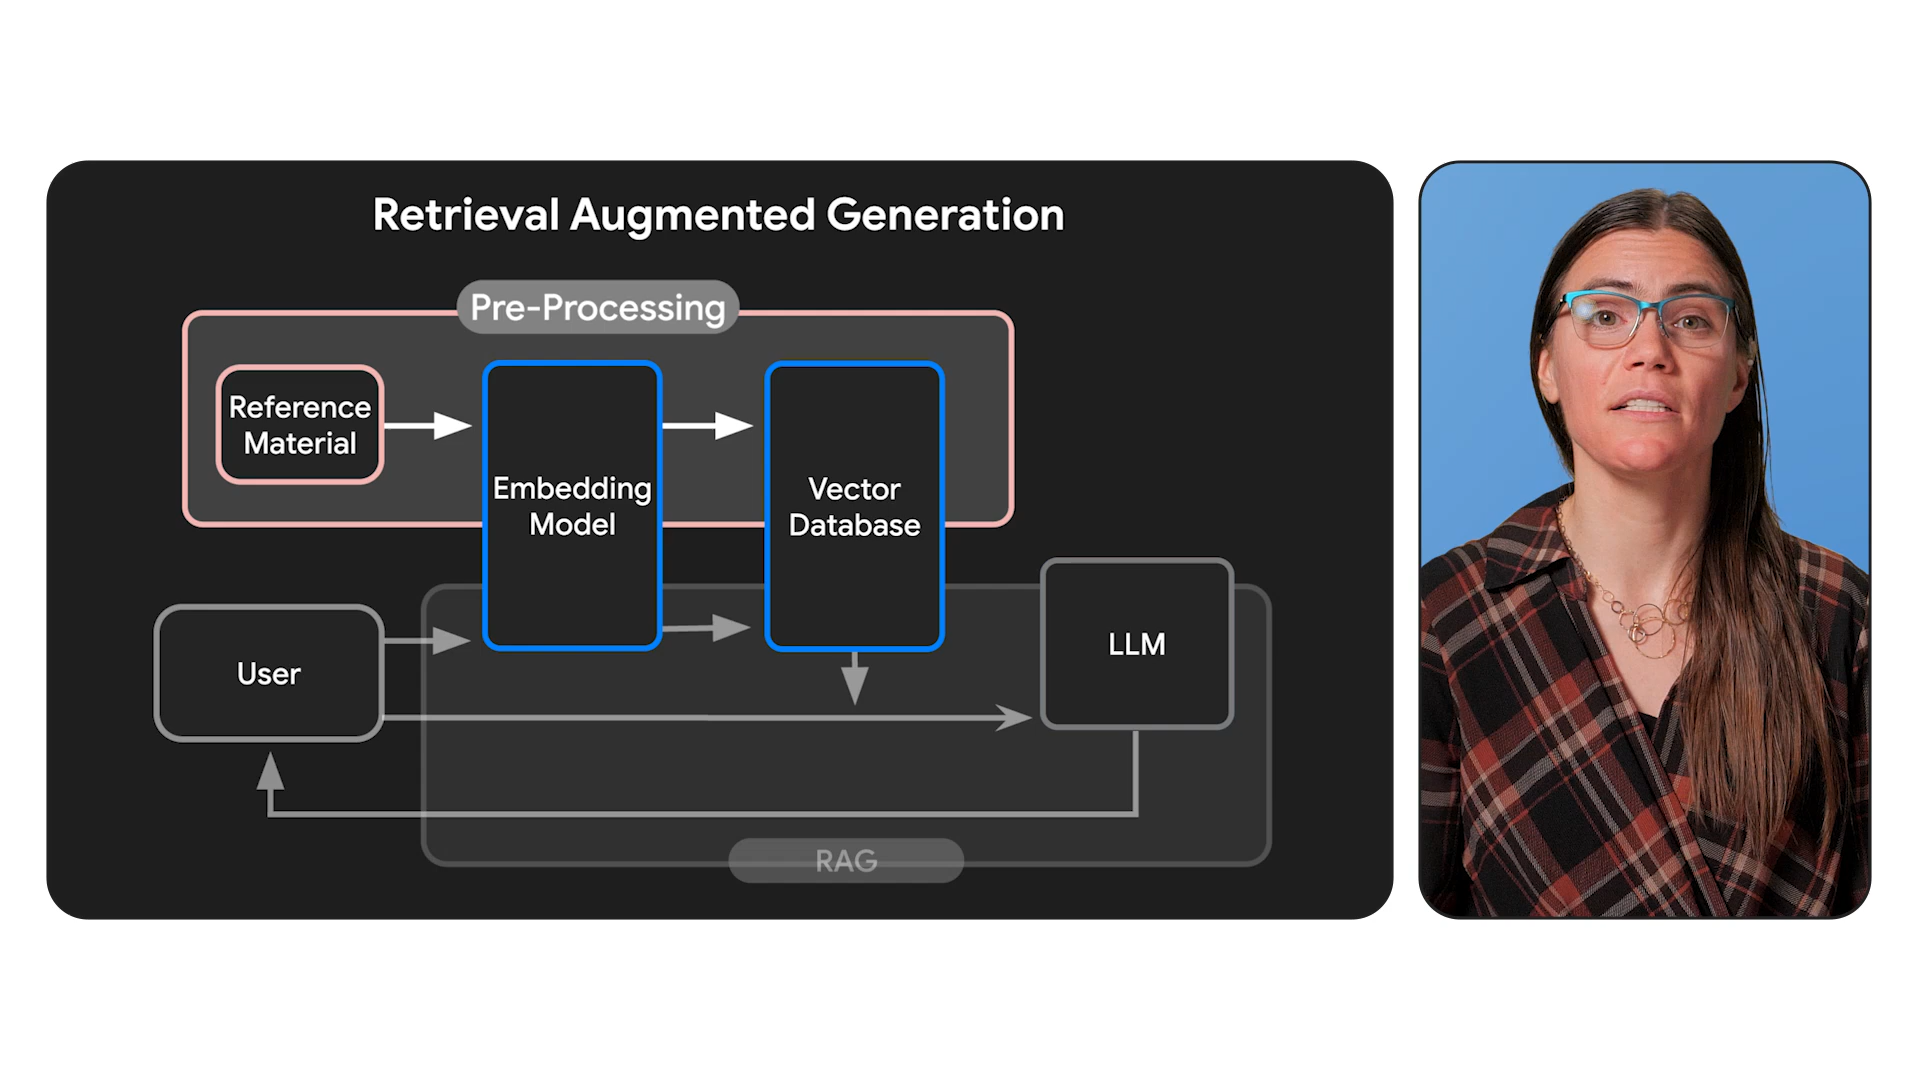 Retrieval Augmented Generation
Pre-Processing
Reference
Material
Embedding
Model
Vector
Database
User
LLM
RAG